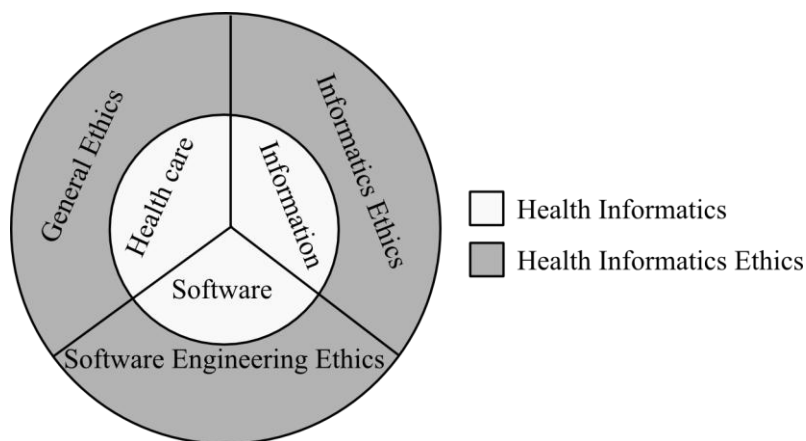 General Ethics
Health care
Information
Informatics Ethics
Software
Software Engineering Ethics
Health Informatics
Health Informatics Ethics